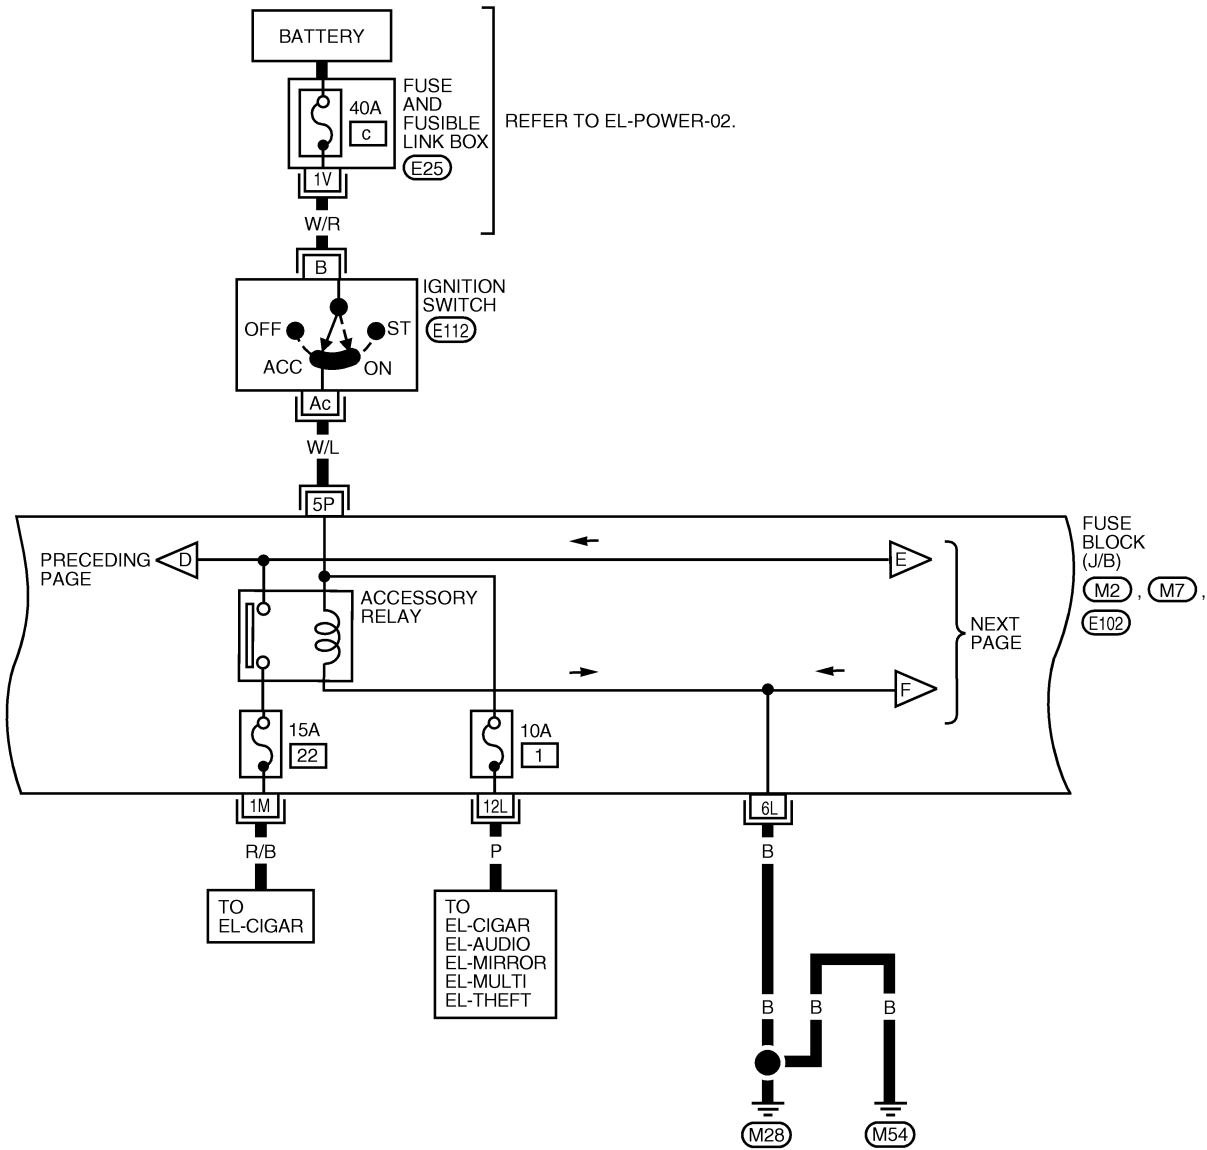 BATTERY
FUSE
AND
FUSIBLE
LINK BOX
40A
c
E25
REFER TO EL-POWER-02.
1V
W/R
B
IGNITION
SWITCH
E112
OFF
ST
ACC
ON
Ac
W/L
5P
FUSE
BLOCK
(J/B)
M2 , M7 ,
E102
PRECEDING
PAGE
D
E
ACCESSORY
RELAY
NEXT
PAGE
F
15A
22
10A
1
1M
12L
6L
R/B
P
B
TO
EL-CIGAR
TO
EL-CIGAR
EL-AUDIO
EL-MIRROR
EL-MULTI
EL-THEFT
B
B
B
M28
M54